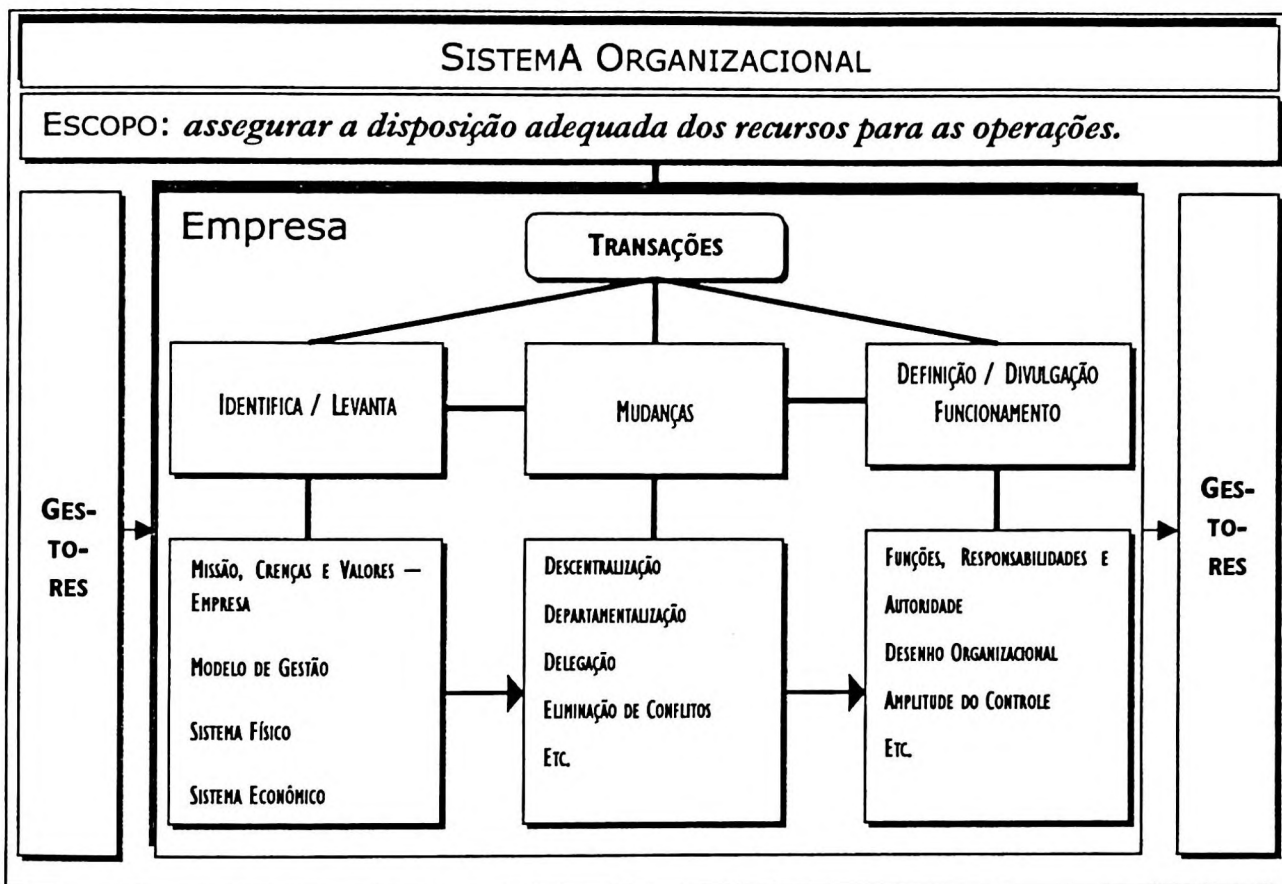 SISTEMA ORGANIZACIONAL
ESCOPO: assegurar a disposição adequada dos recursos para as operações.
Empresa
TRANSAÇÕES
IDENTIFICA / LEVANTA
MUDANÇAS
DEFINIÇÃO / DIVULGAÇÃO
FUNCIONAMENTO
GES-
TO-
RES
MISSÃO, CRENÇAS E VALORES —
EMPRESA
MODELO DE GESTÃO
SISTEMA FÍSICO
SISTEMA ECONÔMICO
DESCENTRALIZAÇÃO
DEPARTAMENTALIZAÇÃO
DELEGAÇÃO
ELIMINAÇÃO DE CONFLITOS
ETC.
FUNÇÕES, RESPONSABILIDADES E
AUTORIDADE
DESENHO ORGANIZACIONAL
AMPLITUDE DO CONTROLE
ETC.
GES-
TO-
RES